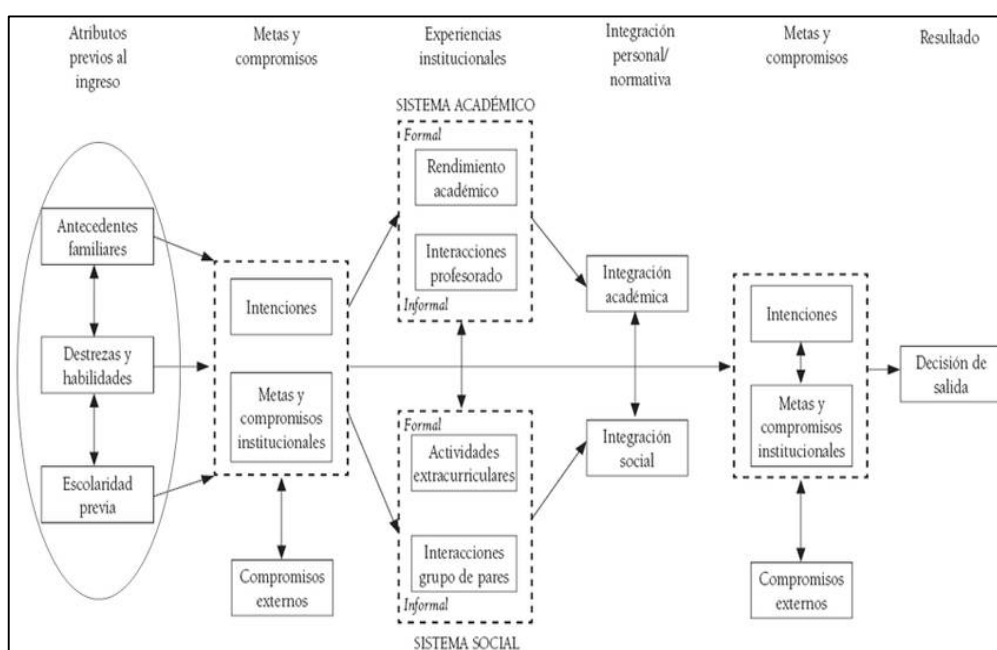 Atributos
previos al
ingreso
Metas y
compromisos
Experiencias
institucionales
Integración
personal/
normativa
Metas y
compromisos
Resultado
SISTEMA ACADÉMICO
Formal
Rendimiento
académico
Interacciones
profesorado
Informal
Antecedentes
familiares
Destrezas y
habilidades
Escolaridad
previa
Intenciones
Metas y
compromisos
institucionales
Compromisos
externos
Formal
Actividades
extracurriculares
Interacciones
grupo de pares
Informal
SISTEMA SOCIAL
Integración
académica
Integración
social
Intenciones
Metas y
compromisos
institucionales
Compromisos
externos
Decisión de
salida